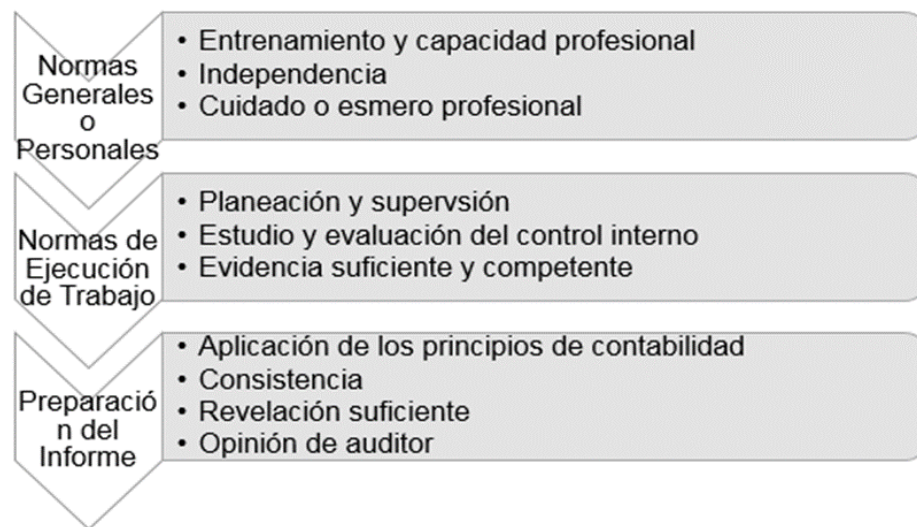 Normas
Generales
o
Personales
• Entrenamiento y capacidad profesional
• Independencia
• Cuidado o esmero profesional
Normas de
Ejecución
de Trabajo
• Planeación y supervsión
• Estudio y evaluación del control interno
• Evidencia suficiente y competente
Preparació
n del
Informe
• Aplicación de los principios de contabilidad
• Consistencia
• Revelación suficiente
• Opinión de auditor